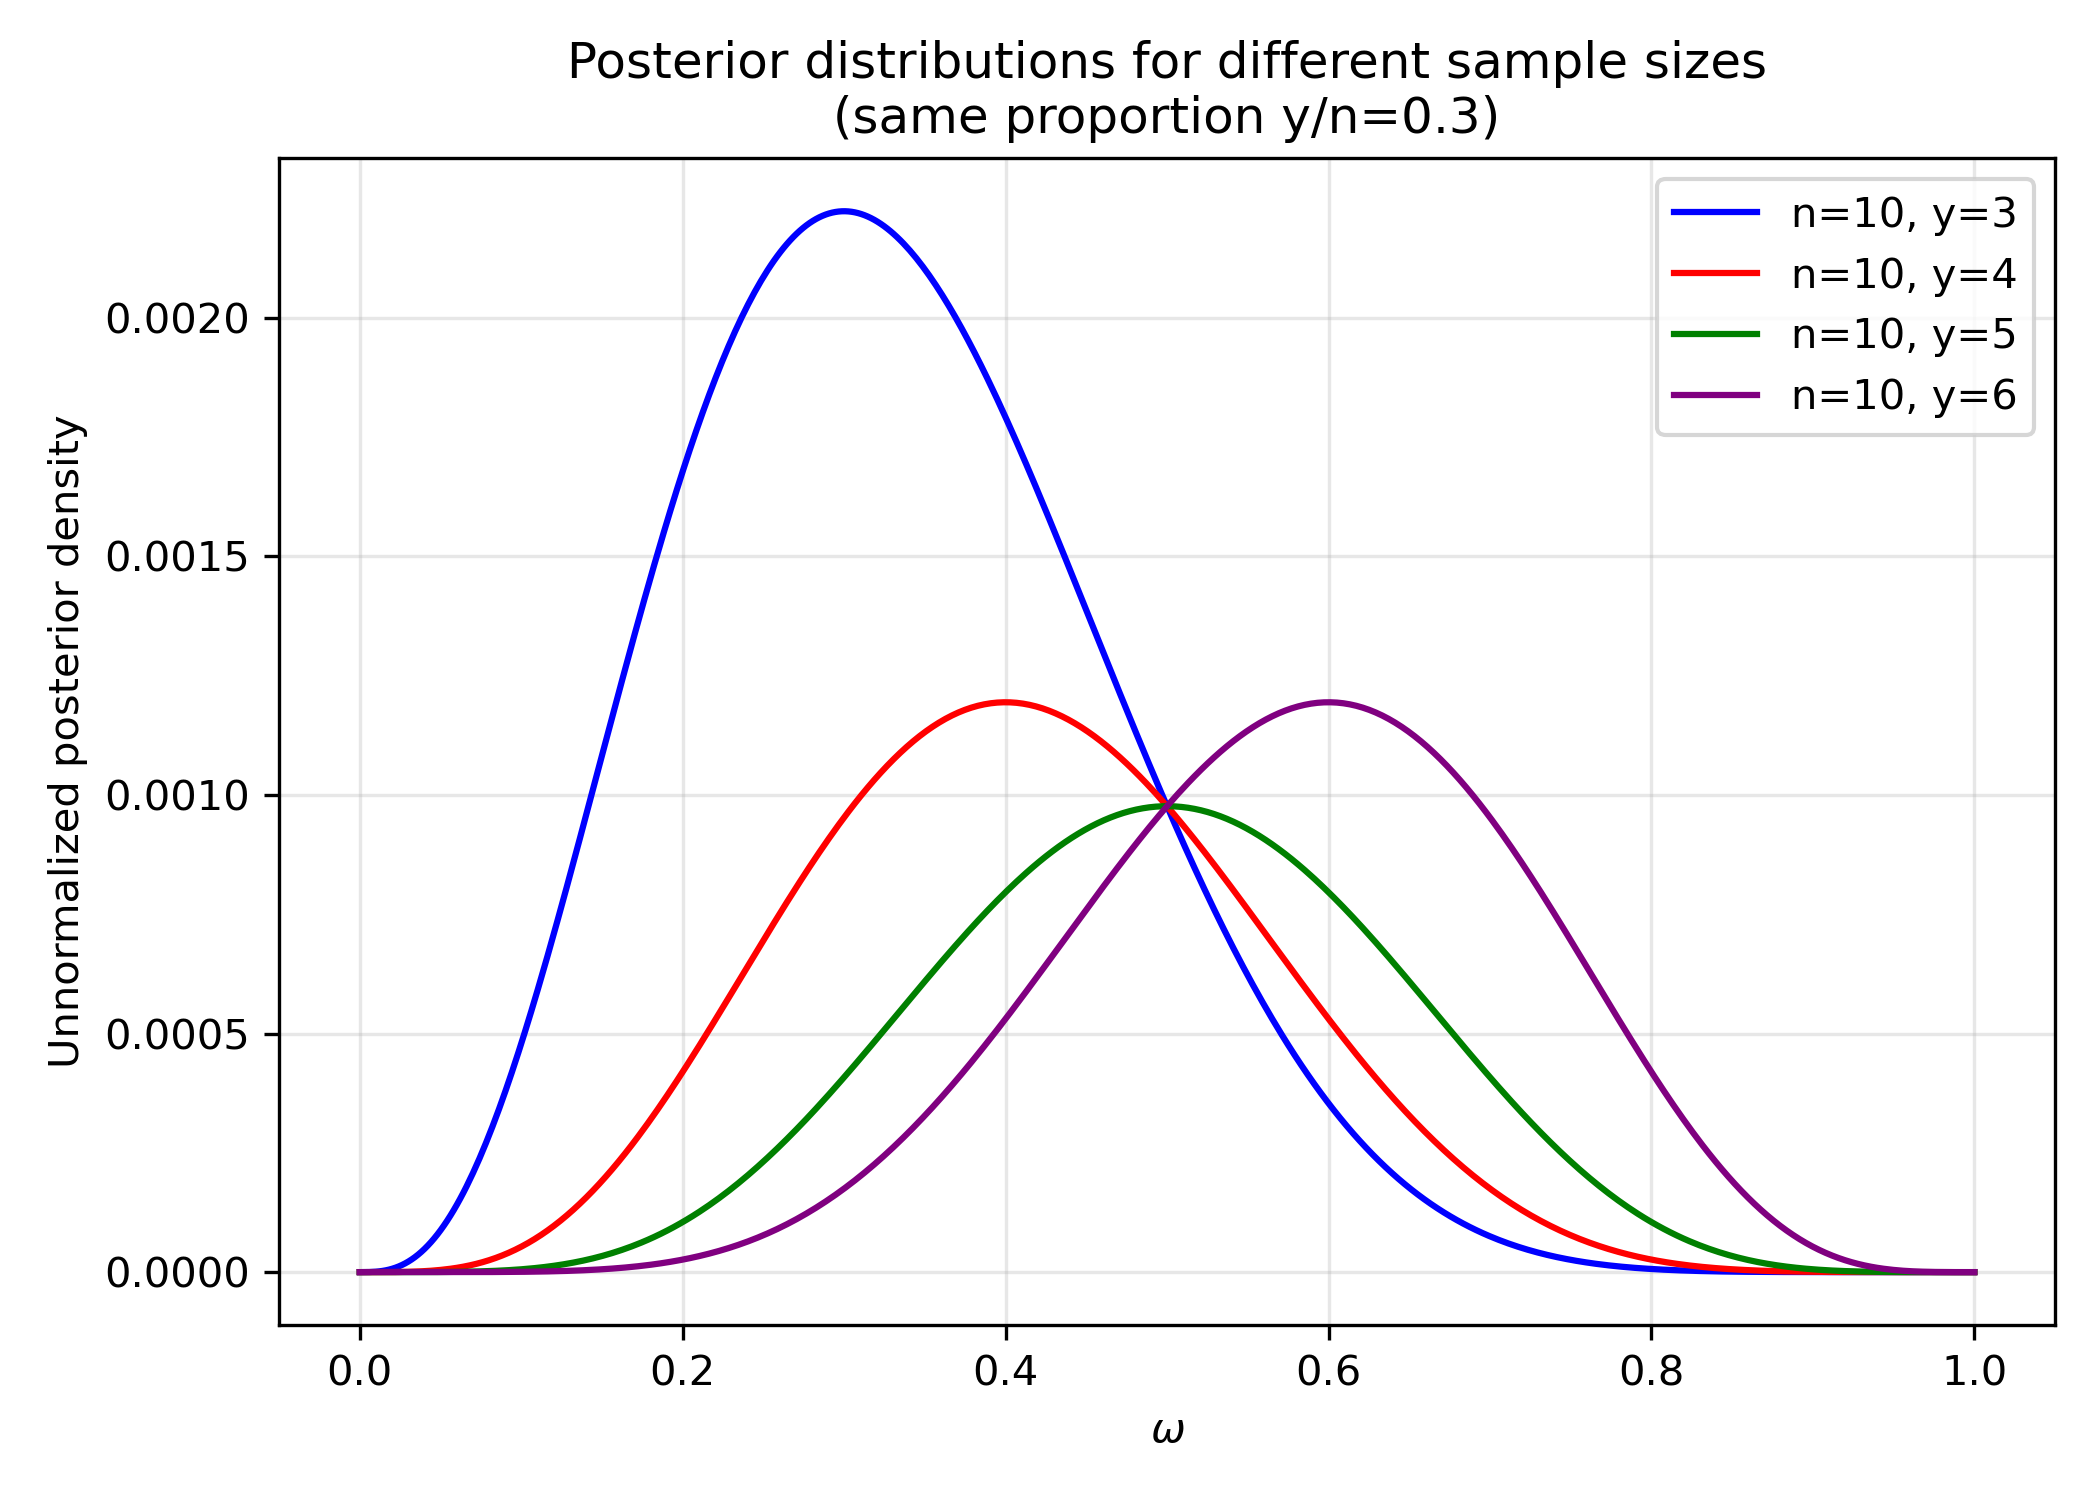 Posterior distributions for different sample sizes
(same proportion y/n=0.3)
n=10, y=3
n=10, y=4
n=10, y=5
n=10, y=6
Unnormalized posterior density
0.0020
0.0015
0.0010
0.0005
0.0000
0.0
0.2
0.4
0.6
0.8
1.0
ω